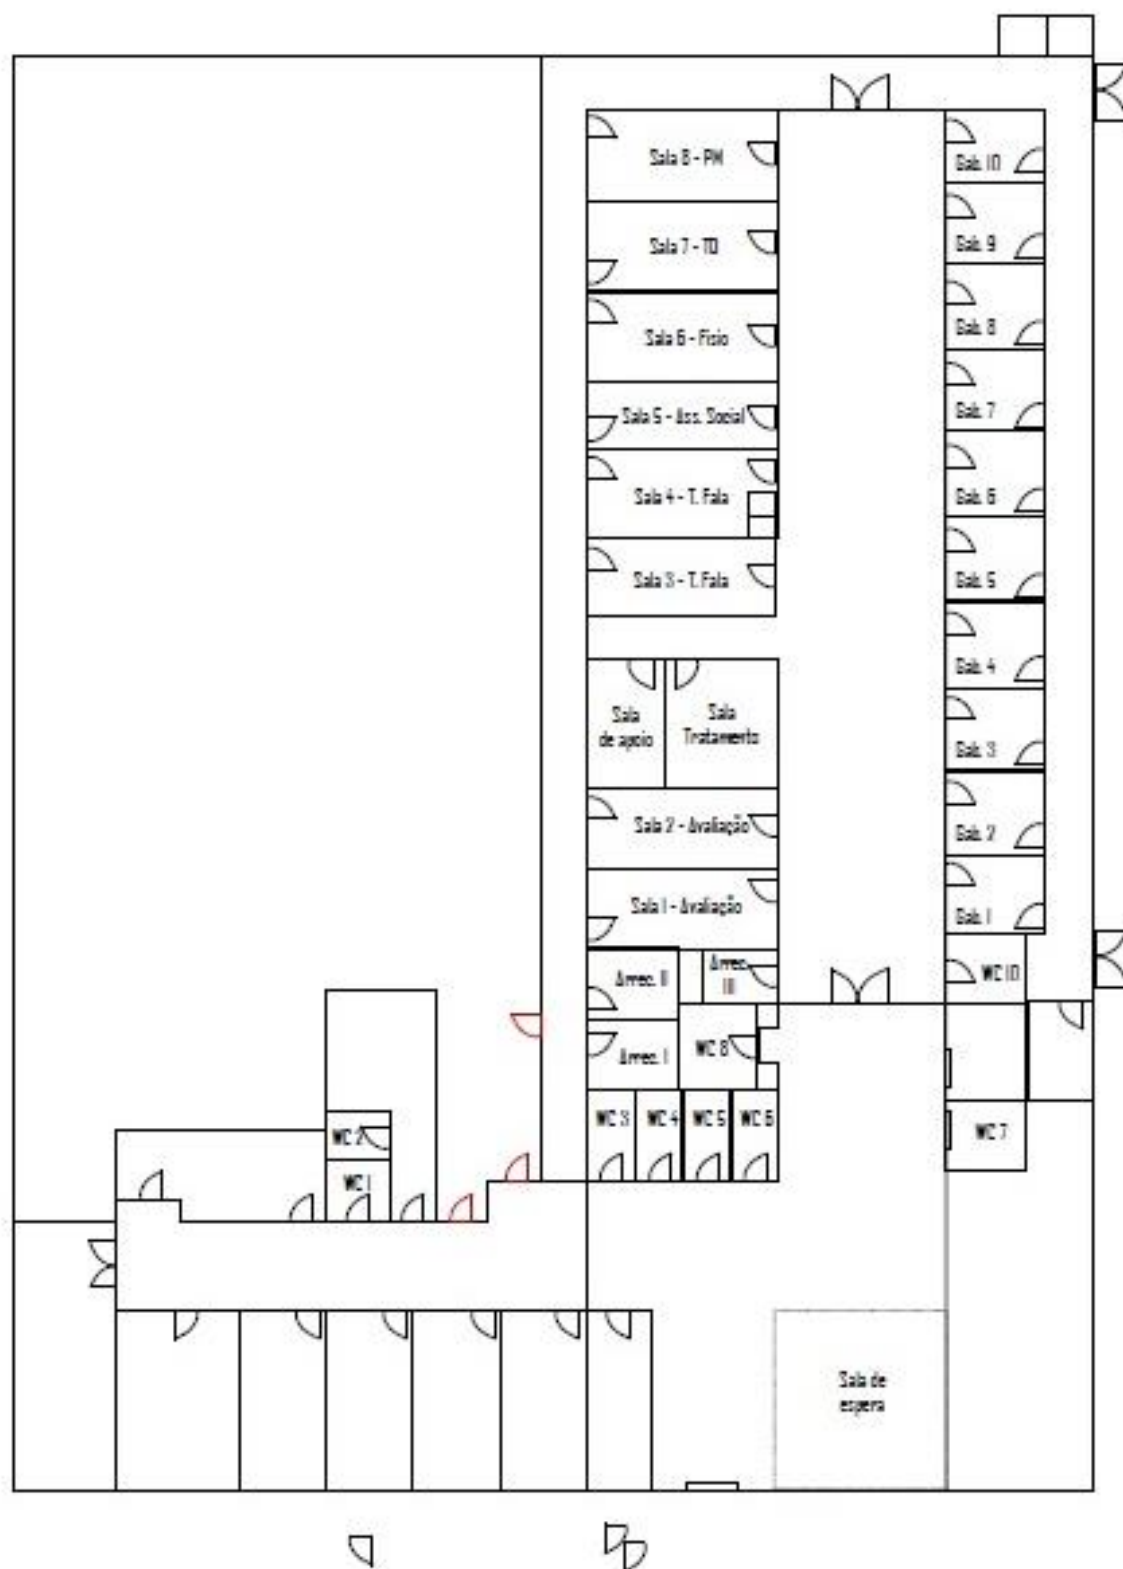 Sala 8 - PM
Gab. 10
Sala 7 - TO
Gab. 9
Sala 6 - Fisio
Gab. 8
Sala 5 - Ass. Social
Gab. 7
Sala 4 - T. Fala
Gab. 6
Sala 3 - T. Fala
Gab. 5
Gab. 4
Sala
de apoio
Sala
Tratamento
Gab. 3
Sala 2 - Avaliação
Gab. 2
Sala 1 - Avaliação
Gab. 1
Arrec. II
Arrec.
III
WC 10
Arrec. I
WC 8
WC 3
WC 4
WC 5
WC 6
WC 7
WC 2
WC 1
Sala de
espera